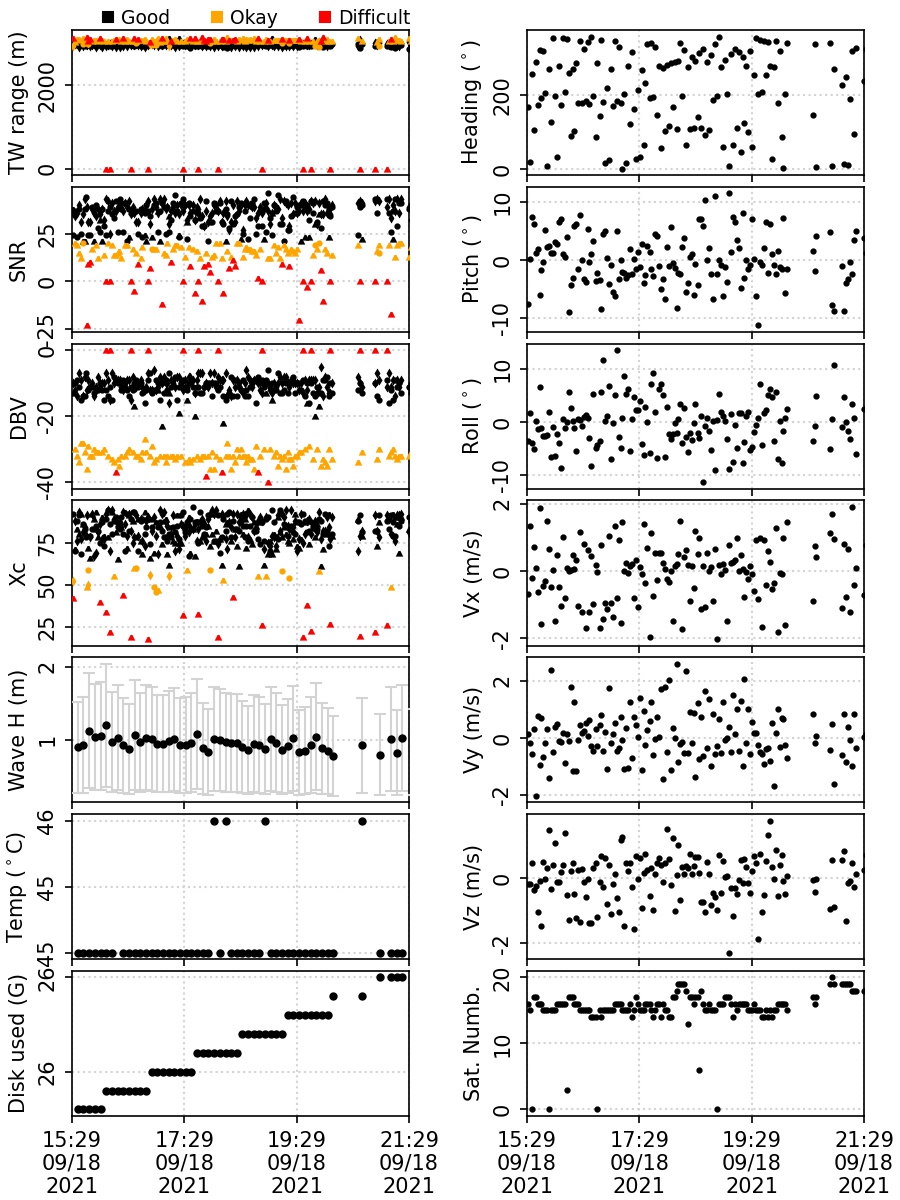 Good Okay Difficult
TW range (m)
2000
0
SNR
25
0
-25
DBV
0
-20
-40
Xc
75
50
25
Wave H (m)
2
1
Temp (°C)
46
45
45
Disk used (G)
26
26
15:29 17:29 19:29 21:29
09/18 09/18 09/18 09/18
2021 2021 2021 2021
Heading (°)
200
0
Pitch (°)
10
0
-10
Roll (°)
10
0
-10
Vx (m/s)
2
0
-2
Vy (m/s)
2
0
-2
Vz (m/s)
0
-2
Sat. Numb.
20
10
0
15:29 17:29 19:29 21:29
09/18 09/18 09/18 09/18
2021 2021 2021 2021